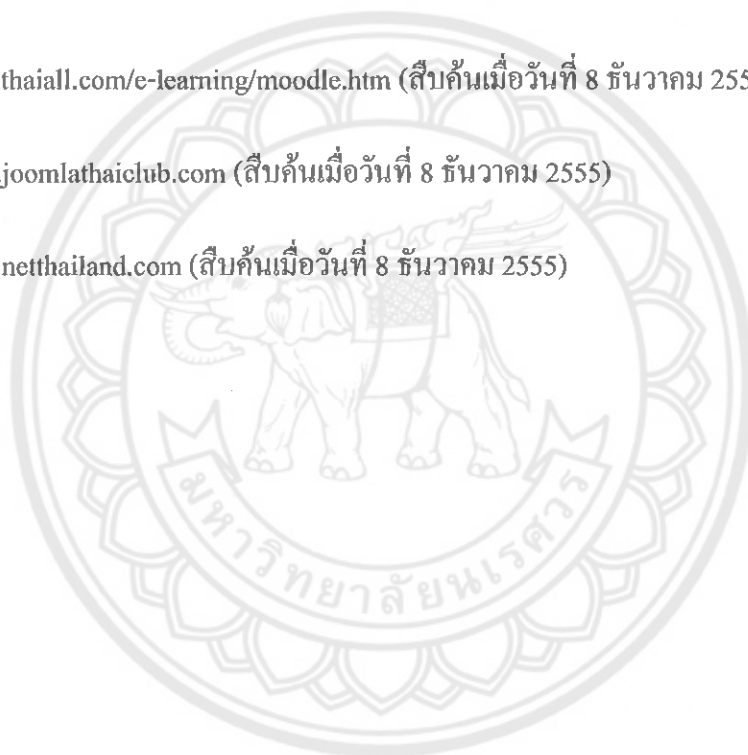 thaiall.com/e-learning/moodle.htm (สืบค้นเมื่อวันที่ 8 ธันวาคม 255
.joomlathaiclub.com (สืบค้นเมื่อวันที่ 8 ธันวาคม 2555)
.netthailand.com (สืบค้นเมื่อวันที่ 8 ธันวาคม 2555)
มหาวิทยาลัยนเรศวร